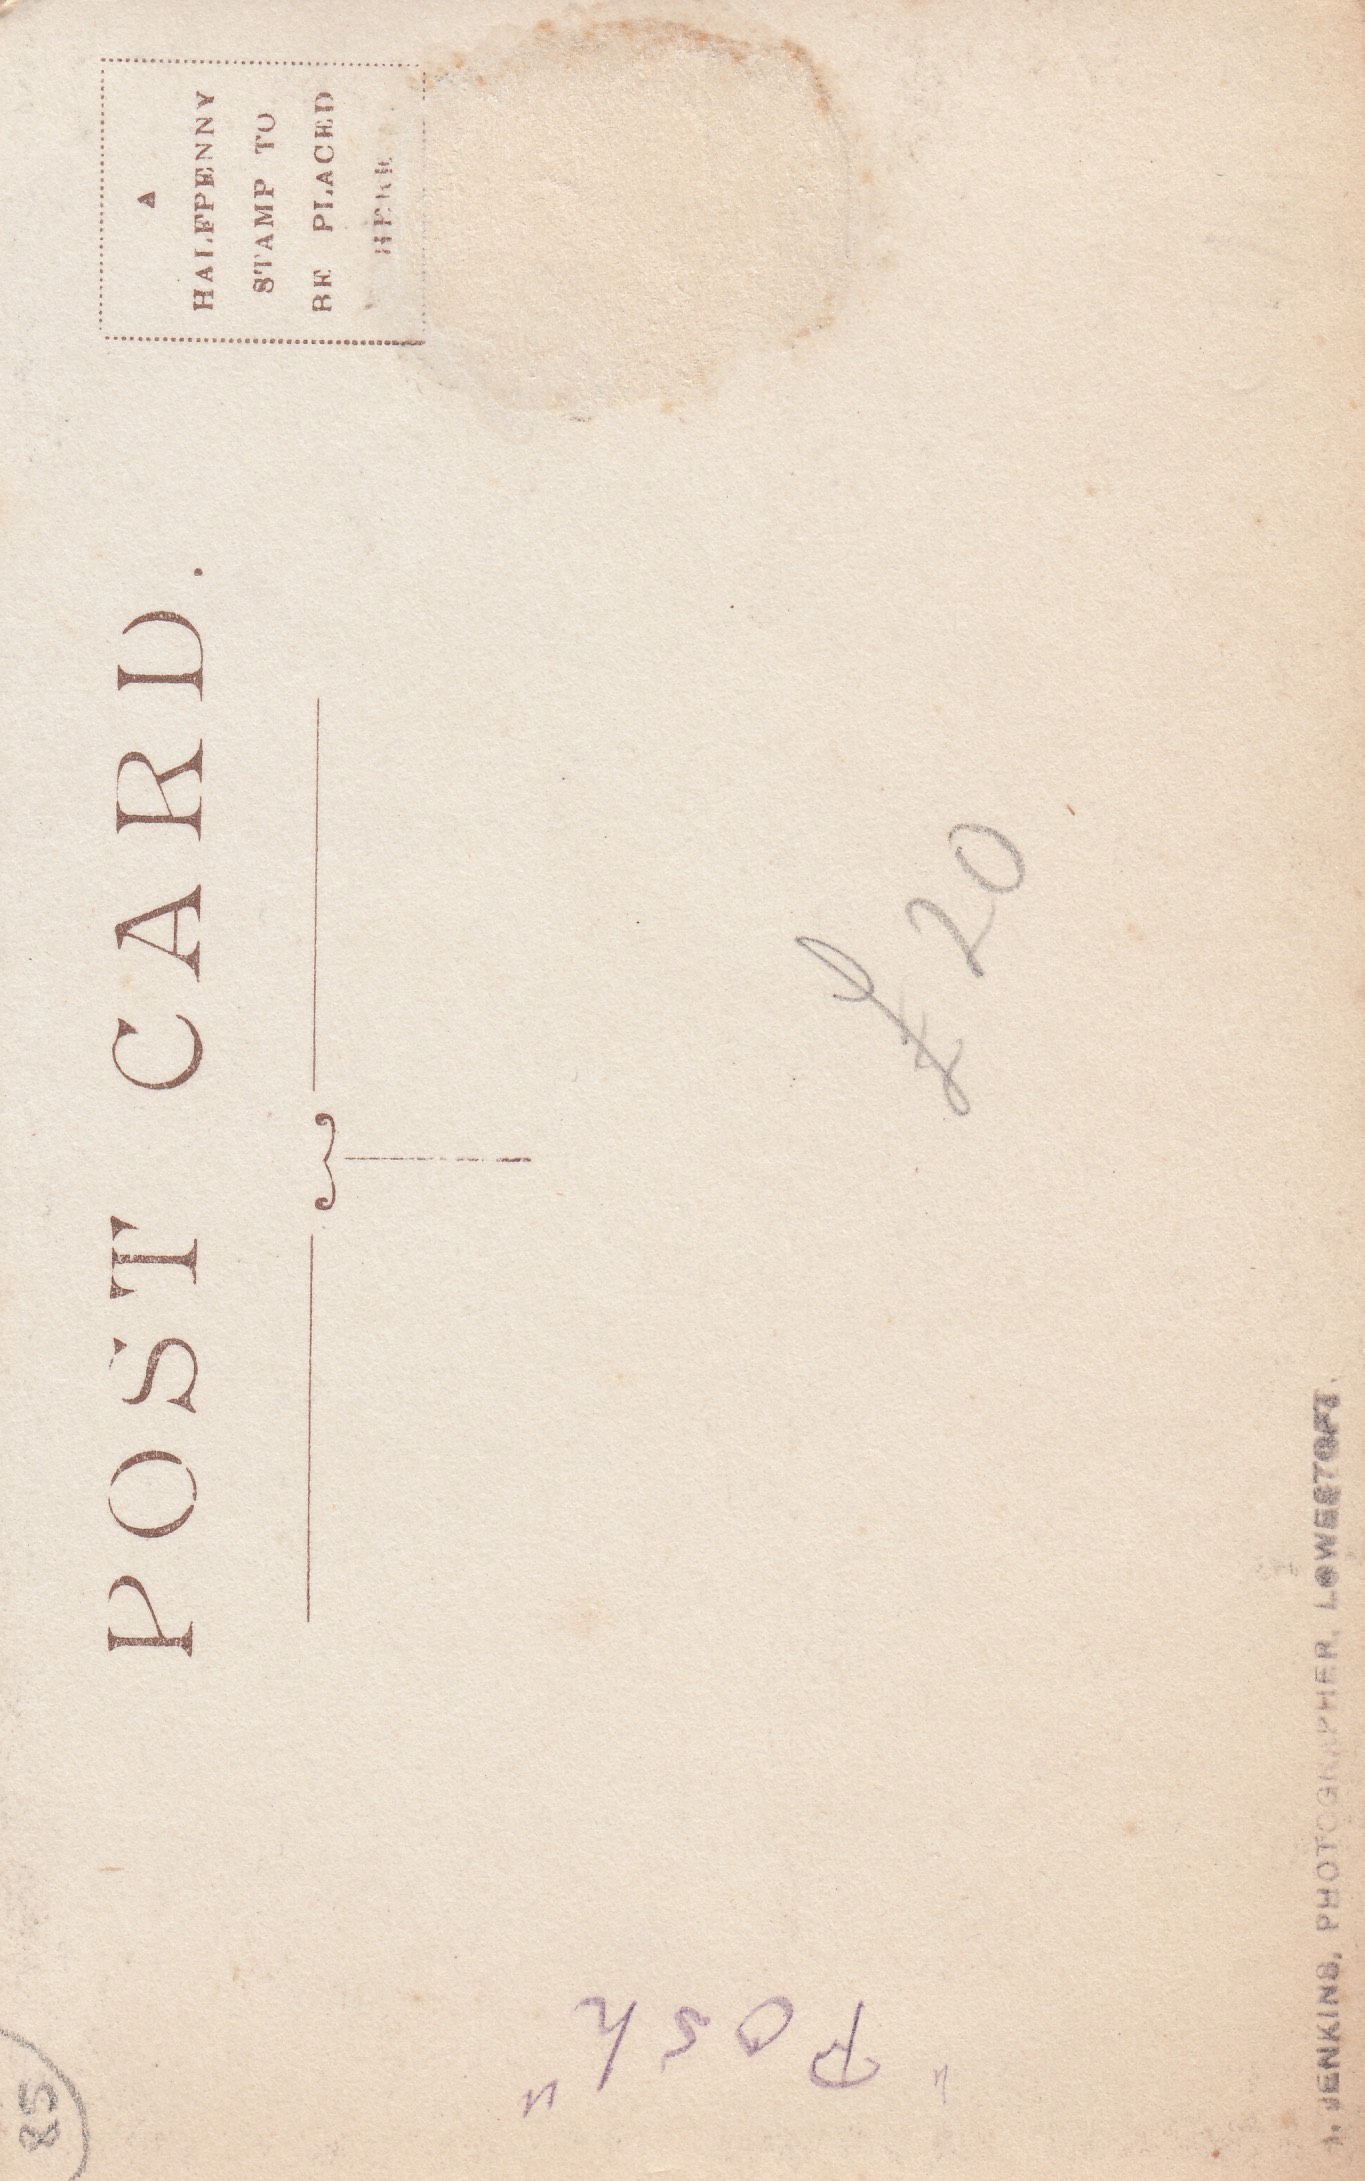 POST CARD.
A
HALFPENNY
STAMP TO
BE PLACED
HERE
£20
"Posh"
85
JENKINS, PHOTOGRAPHER, LOWESTOFT.